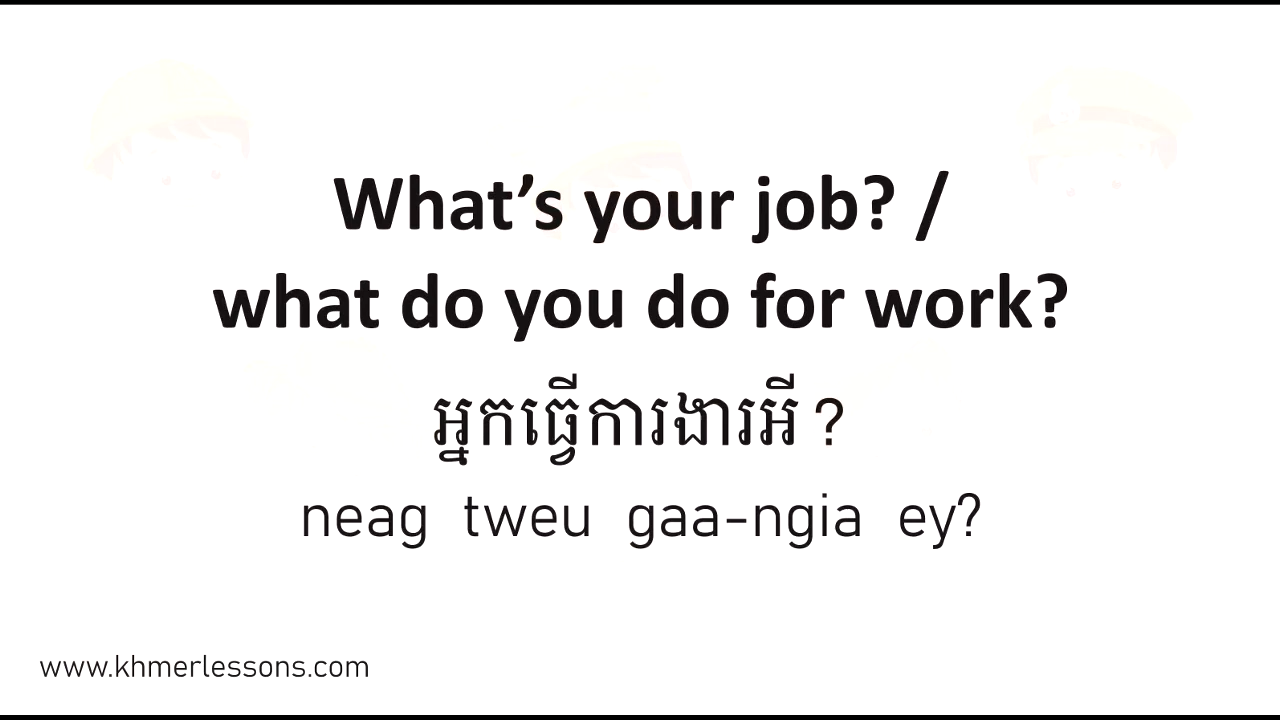 What’s your job? /
what do you do for work?
អ្នកធ្វើការងារអី ?
neag tweu gaa-ngia ey?
www.khmerlessons.com